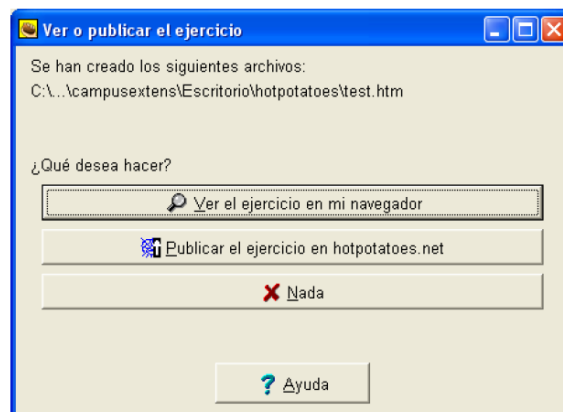 Ver o publicar el ejercicio
Se han creado los siguientes archivos:
C:\...\campusextens\Escritorio\hotpotatoes\test.htm
¿Qué desea hacer?
Ver el ejercicio en mi navegador
Publicar el ejercicio en hotpotatoes.net
Nada
Ayuda